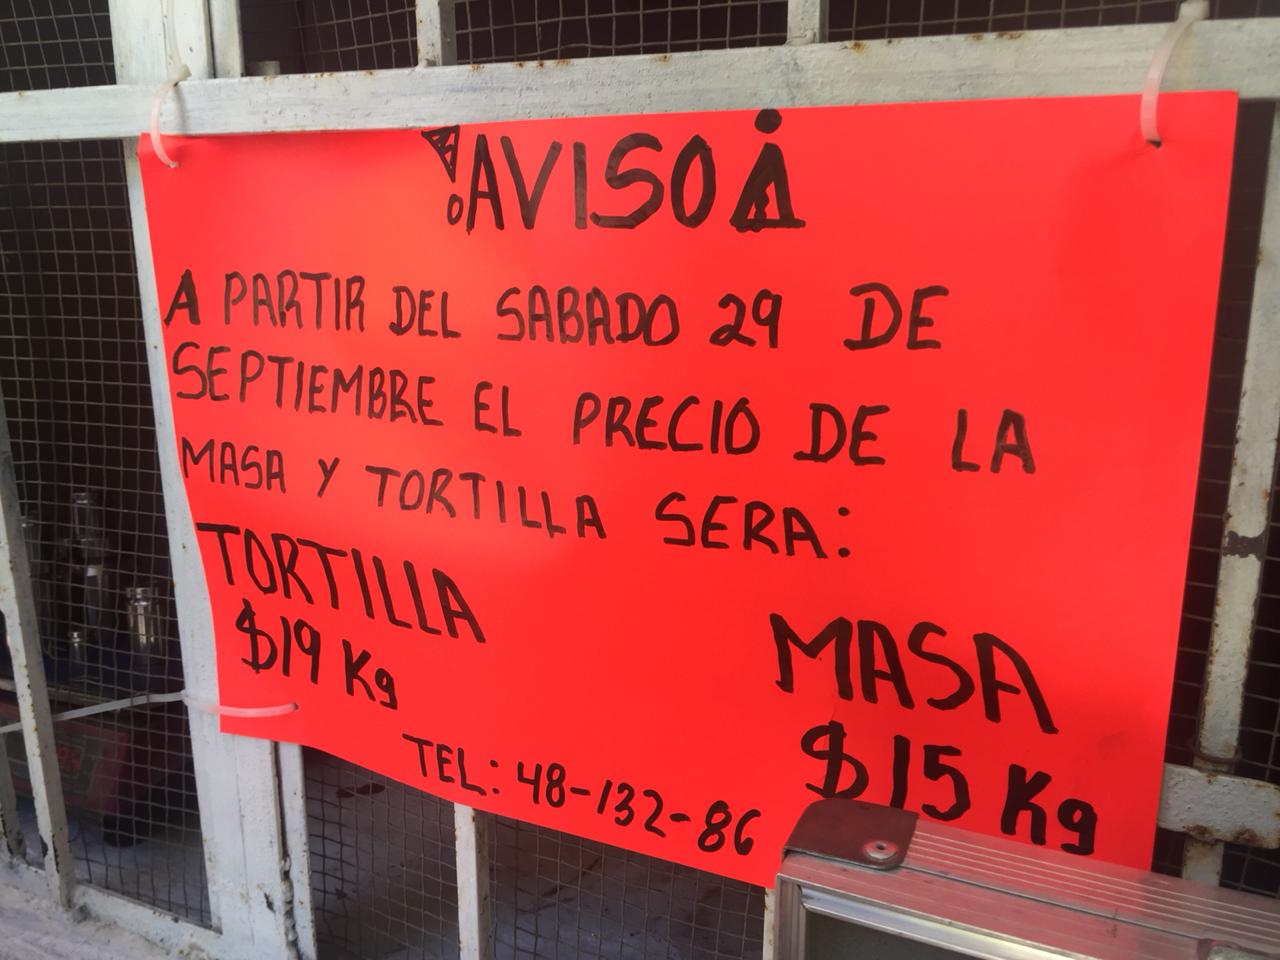 !AVISO¡
A PARTIR DEL SABADO 29 DE
SEPTIEMBRE EL PRECIO DE LA
MASA Y TORTILLA SERA:
TORTILLA
$19 Kg
MASA
$15 Kg
TEL: 48-132-86